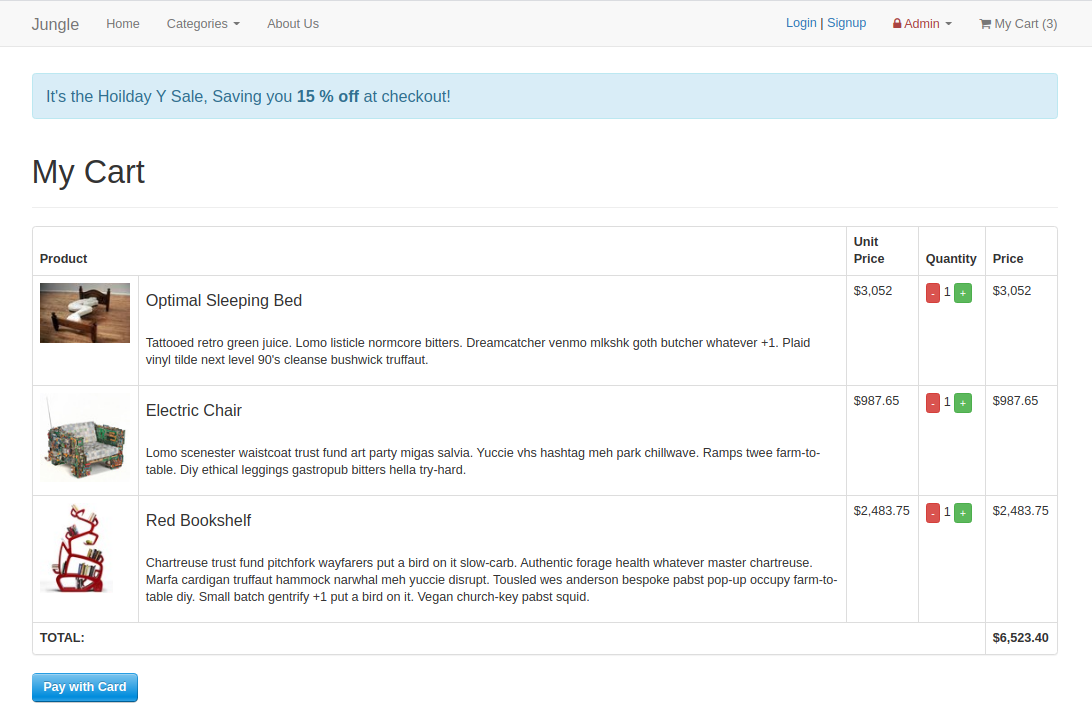 Jungle Home Categories About Us Login | Signup Admin My Cart (3)
It's the Hoilday Y Sale, Saving you 15 % off at checkout!
My Cart
Product Unit Price Quantity Price
Optimal Sleeping Bed $3,052 - 1 + $3,052
Tattooed retro green juice. Lomo listicle normcore bitters. Dreamcatcher venmo mlkshk goth butcher whatever +1. Plaid
vinyl tilde next level 90's cleanse bushwick truffaut.
Electric Chair $987.65 - 1 + $987.65
Lomo scenester waistcoat trust fund art party migas salvia. Yuccie vhs hashtag meh park chillwave. Ramps twee farm-to-
table. Diy ethical leggings gastropub bitters hella try-hard.
Red Bookshelf $2,483.75 - 1 + $2,483.75
Chartreuse trust fund pitchfork wayfarers put a bird on it slow-carb. Authentic forage health whatever master chartreuse.
Marfa cardigan truffaut hammock narwhal meh yuccie disrupt. Tousled wes anderson bespoke pabst pop-up occupy farm-to-
table diy. Small batch gentrify +1 put a bird on it. Vegan church-key pabst squid.
TOTAL: $6,523.40
Pay with Card